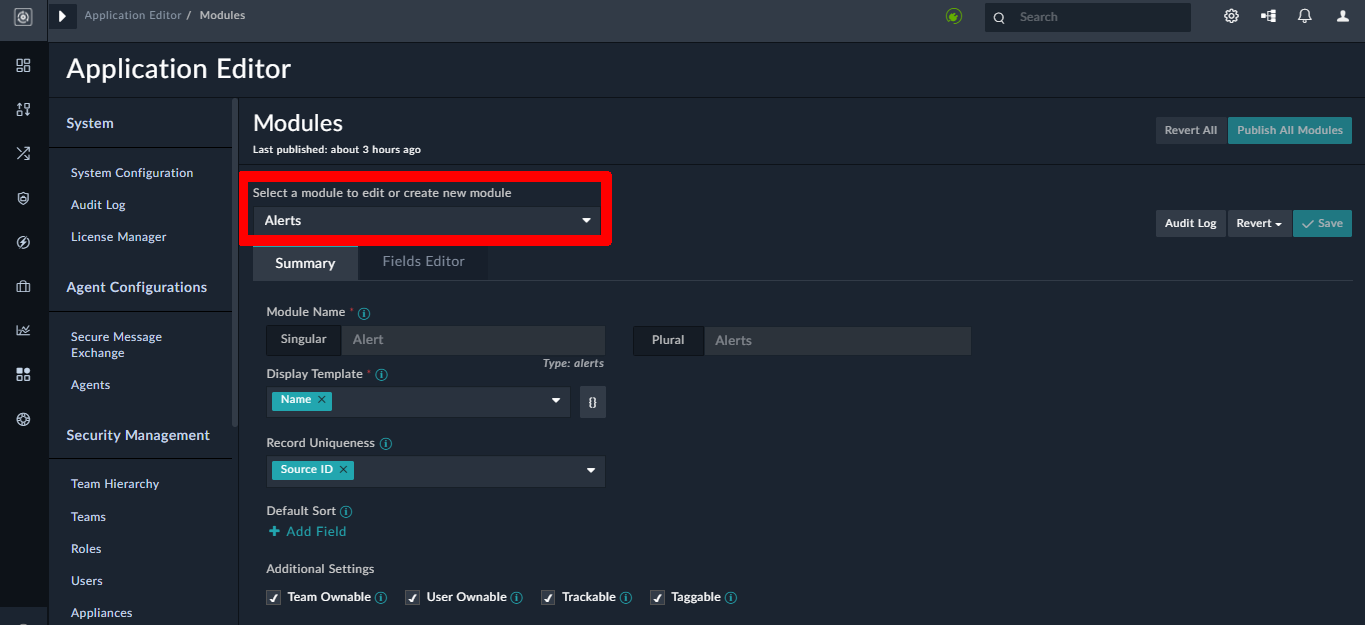 Application Editor / Modules
Search
Application Editor
System
System Configuration
Audit Log
License Manager
Agent Configurations
Secure Message
Exchange
Agents
Security Management
Team Hierarchy
Teams
Roles
Users
Appliances
Modules
Last published: about 3 hours ago
Revert All
Publish All Modules
Select a module to edit or create new module
Alerts
Audit Log
Revert
Save
Summary
Fields Editor
Module Name *
Singular
Alert
Plural
Alerts
Type: alerts
Display Template *
Name ×
{}
Record Uniqueness
Source ID ×
Default Sort
+ Add Field
Additional Settings
Team Ownable
User Ownable
Trackable
Taggable